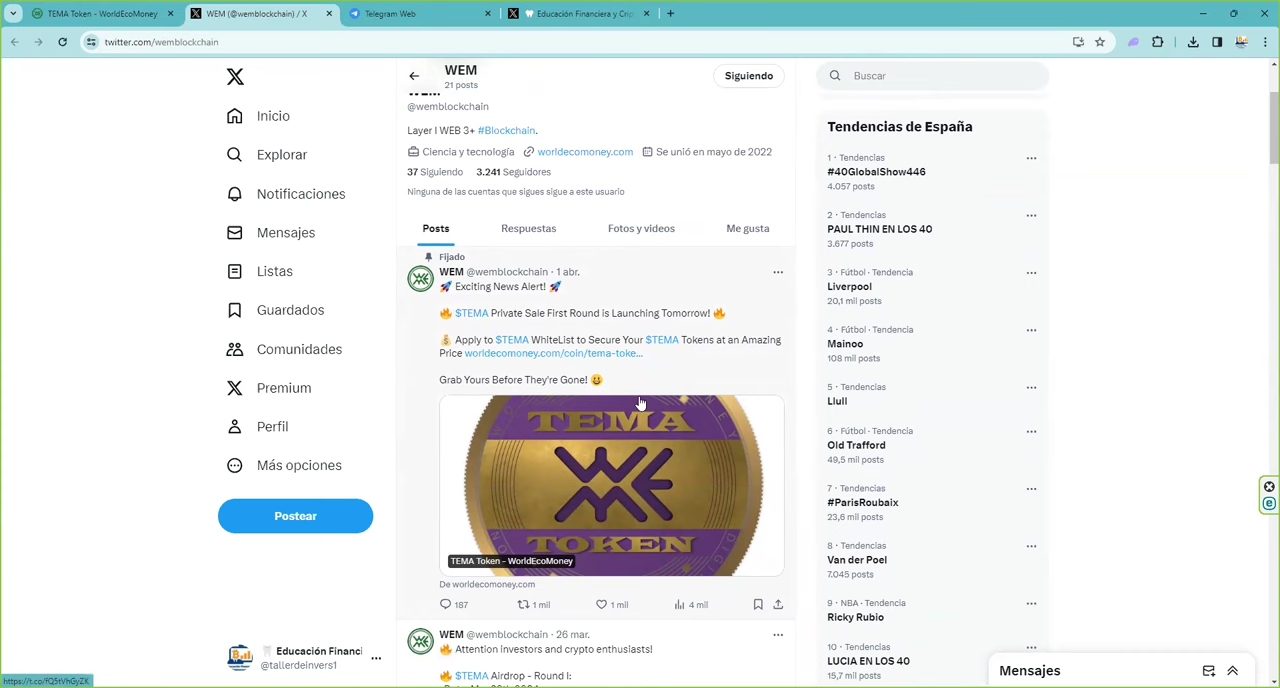 TEMA Token - WorldEcoMoney
WEM (@wemblockchain) / X
Telegram Web
Educación Financiera y Crip
twitter.com/wemblockchain
WEM
21 posts
Siguiendo
Buscar
WEM
@wemblockchain
Layer I WEB 3+ #Blockchain.
Ciencia y tecnología worldecomoney.com Se unió en mayo de 2022
37 Siguiendo 3.241 Seguidores
Ninguna de las cuentas que sigues sigue a este usuario
Posts Respuestas Fotos y vídeos Me gusta
Inicio
Explorar
Notificaciones
Mensajes
Listas
Guardados
Comunidades
Premium
Perfil
Más opciones
Postear
Educación Financi
@tallerdeinvers1
Fijado
WEM @wemblockchain · 1 abr.
🚀 Exciting News Alert! 🚀
🔥 $TEMA Private Sale First Round is Launching Tomorrow! 🔥
💰 Apply to $TEMA WhiteList to Secure Your $TEMA Tokens at an Amazing
Price worldecomoney.com/coin/tema-toke...
Grab Yours Before They're Gone! 😃
TEMA
TOKEN
TEMA Token - WorldEcoMoney
De worldecomoney.com
187 1 mil 1 mil 4 mil
WEM @wemblockchain · 26 mar.
🔥 Attention investors and crypto enthusiasts!
🔥 $TEMA Airdrop - Round I:
Tendencias de España
1 · Tendencias
#40GlobalShow446
4.057 posts
2 · Tendencias
PAUL THIN EN LOS 40
3.677 posts
3 · Fútbol · Tendencia
Liverpool
20,1 mil posts
4 · Fútbol · Tendencia
Mainoo
108 mil posts
5 · Tendencias
Llull
6 · Fútbol · Tendencia
Old Trafford
49,5 mil posts
7 · Tendencias
#ParisRoubaix
23,6 mil posts
8 · Tendencias
Van der Poel
7.045 posts
9 · NBA · Tendencia
Ricky Rubio
10 · Tendencias
LUCIA EN LOS 40
15,7 mil posts
Mensajes
https://t.co/fQ5tVhGyZK